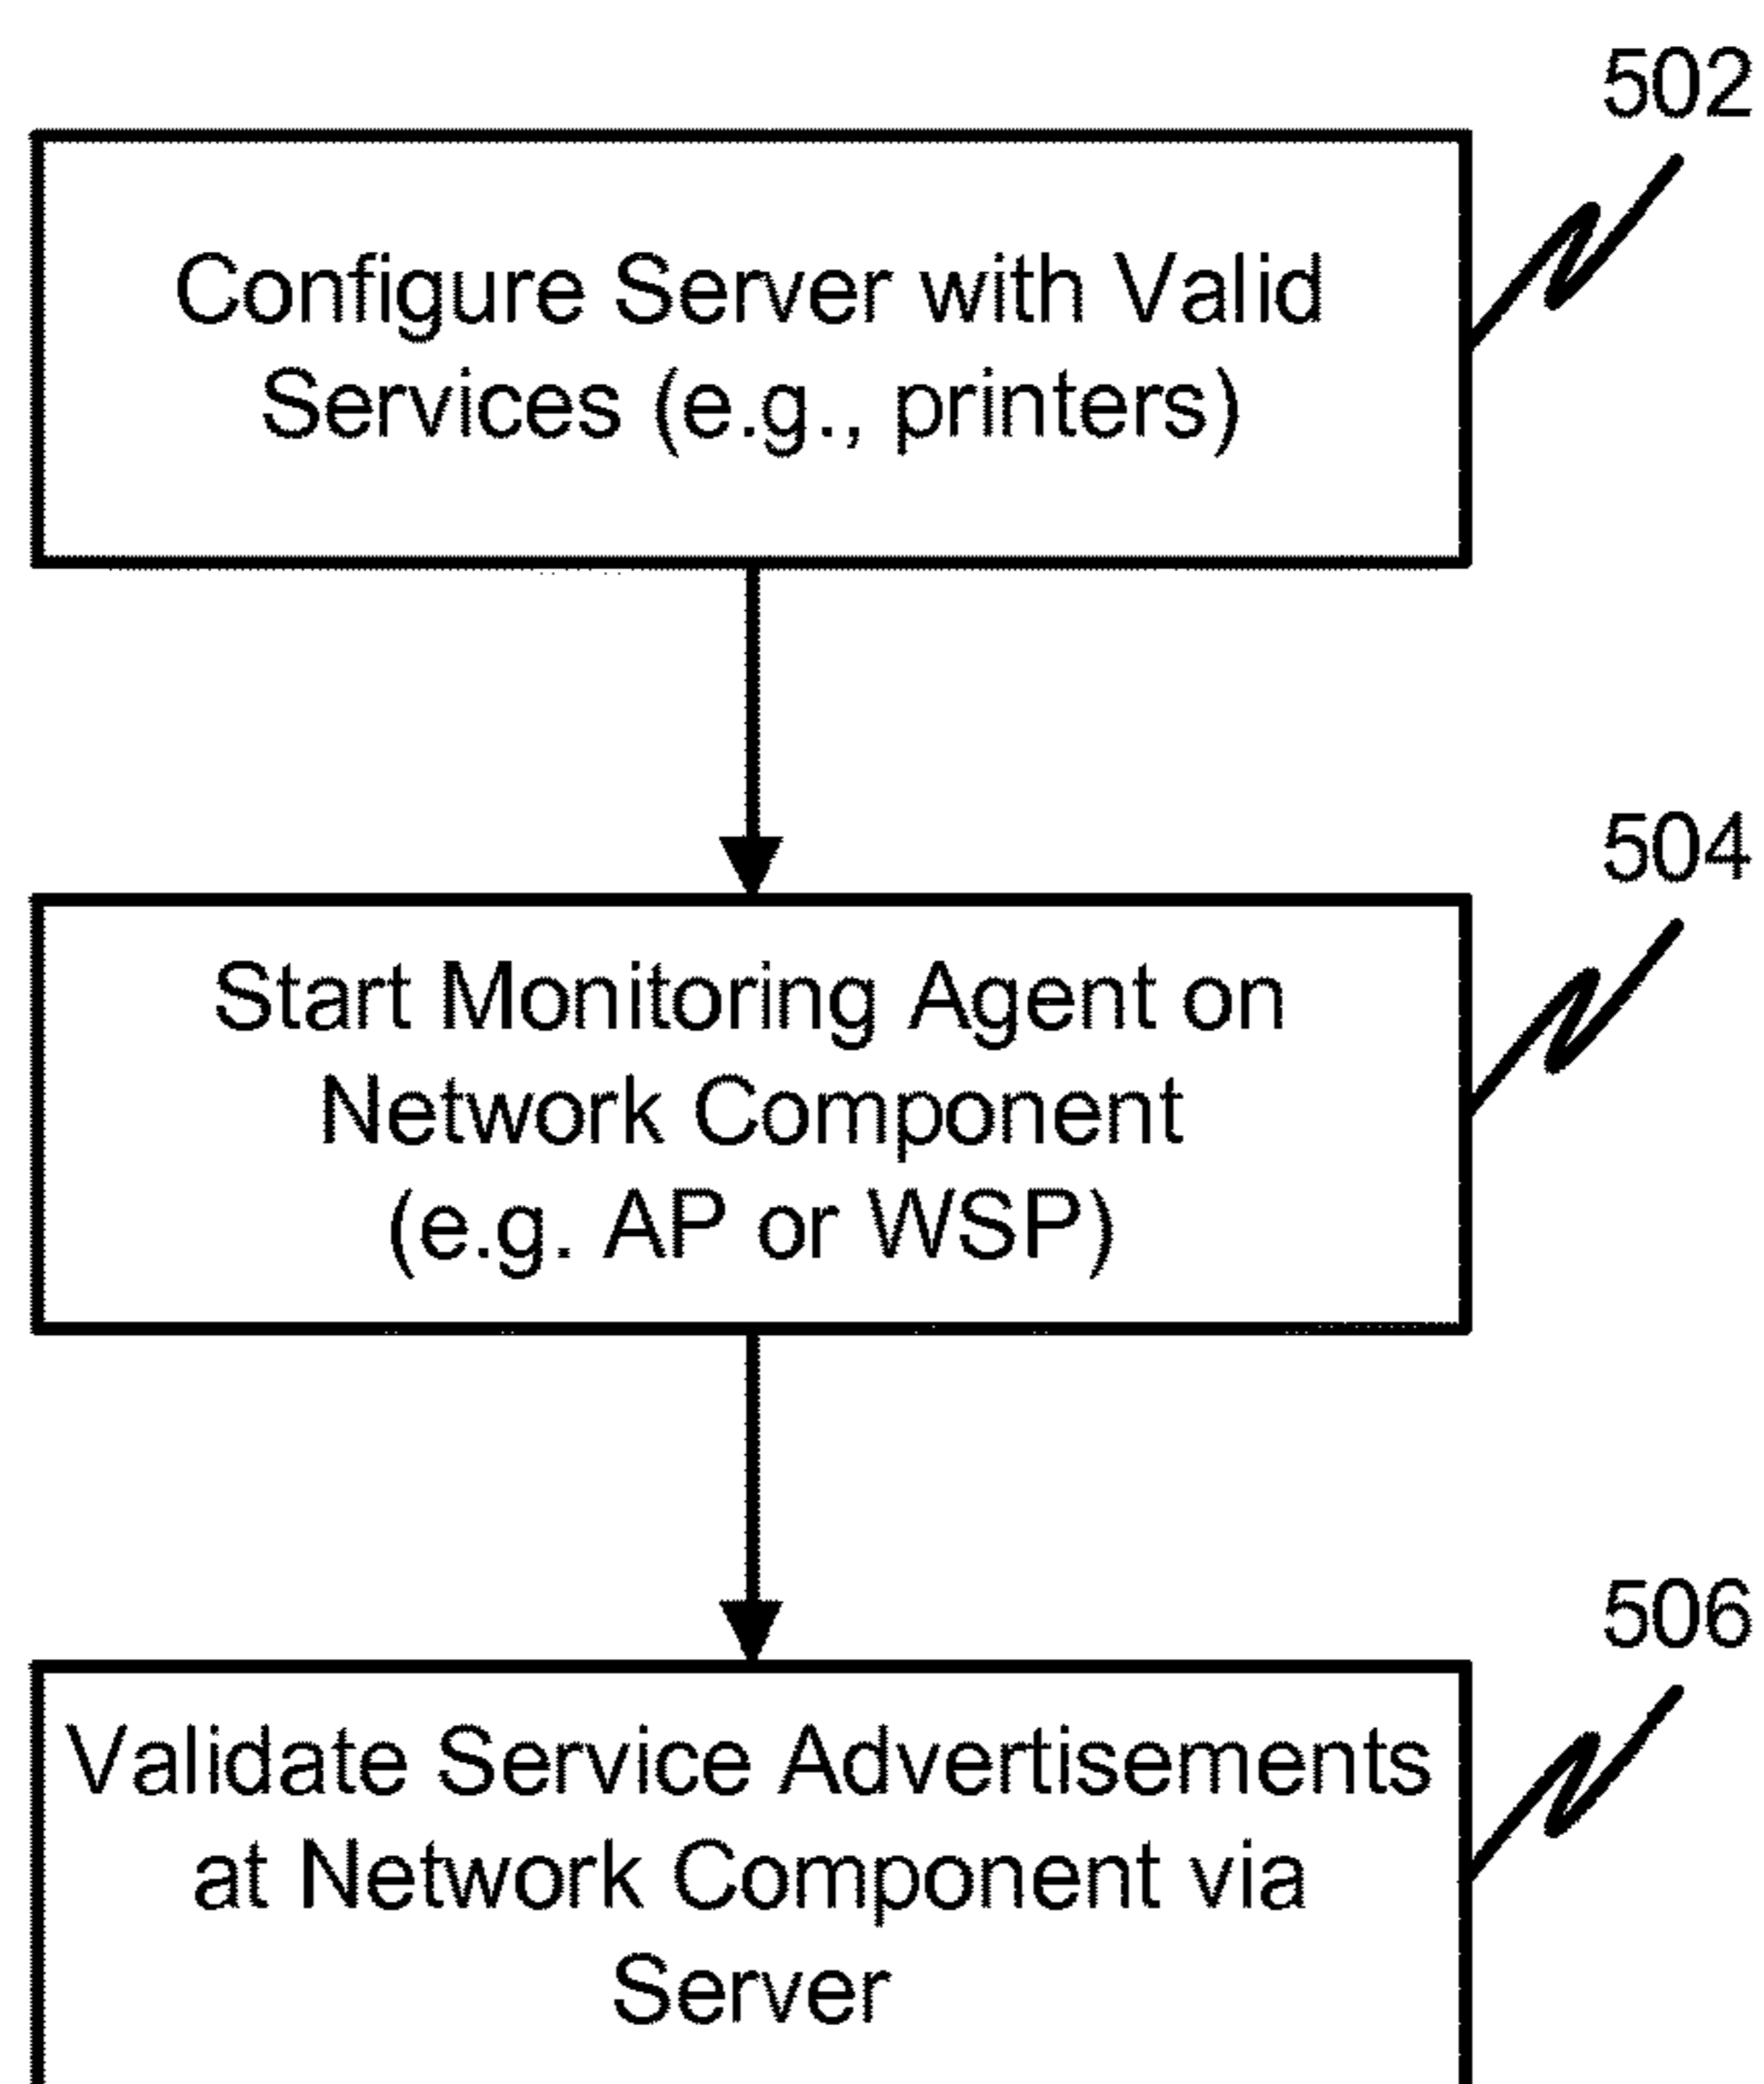 502
Configure Server with Valid
Services (e.g., printers)
504
Start Monitoring Agent on
Network Component
(e.g. AP or WSP)
506
Validate Service Advertisements
at Network Component via
Server